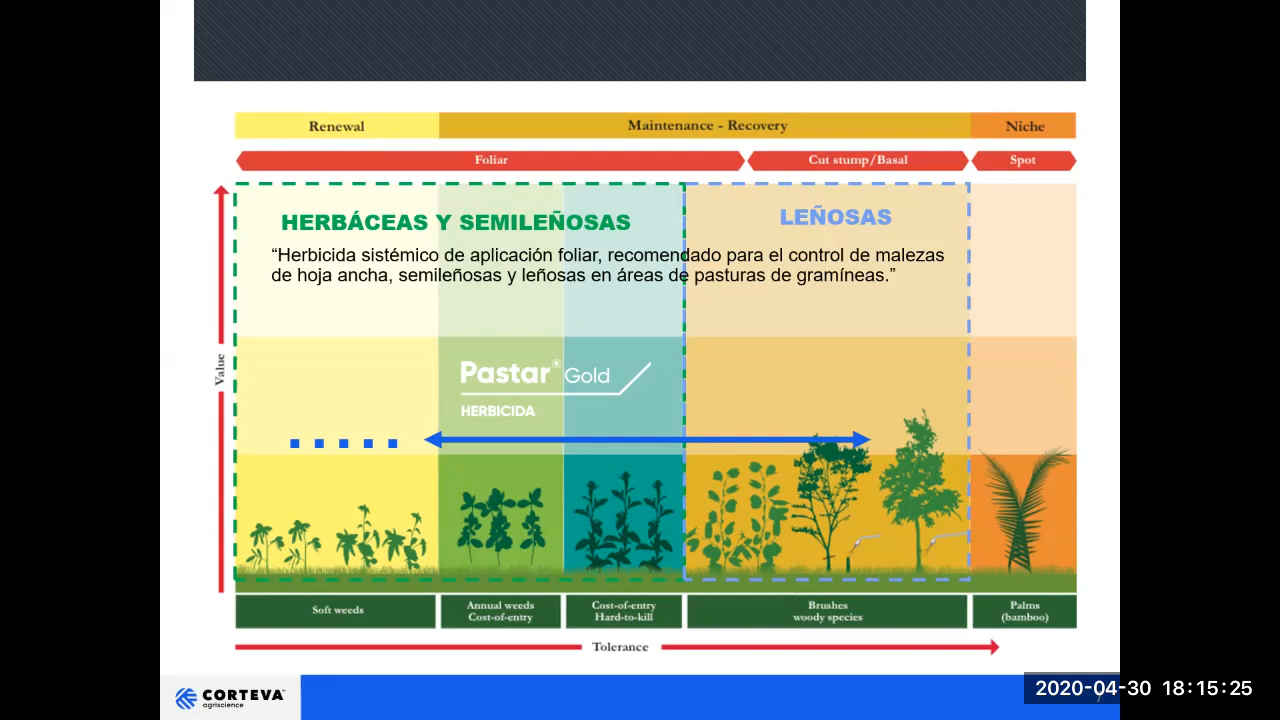 Renewal
Maintenance - Recovery
Niche
Foliar
Cut stump/Basal
Spot
HERBÁCEAS Y SEMILEÑOSAS
LEÑOSAS
“Herbicida sistémico de aplicación foliar, recomendado para el control de malezas
de hoja ancha, semileñosas y leñosas en áreas de pasturas de gramíneas.”
Value
Pastar® Gold
HERBICIDA
Soft weeds
Annual weeds
Cost-of-entry
Cost-of-entry
Hard-to-kill
Brushes
woody species
Palms
(bamboo)
Tolerance
CORTEVA™
agriscience
2020-04-30 18:15:25